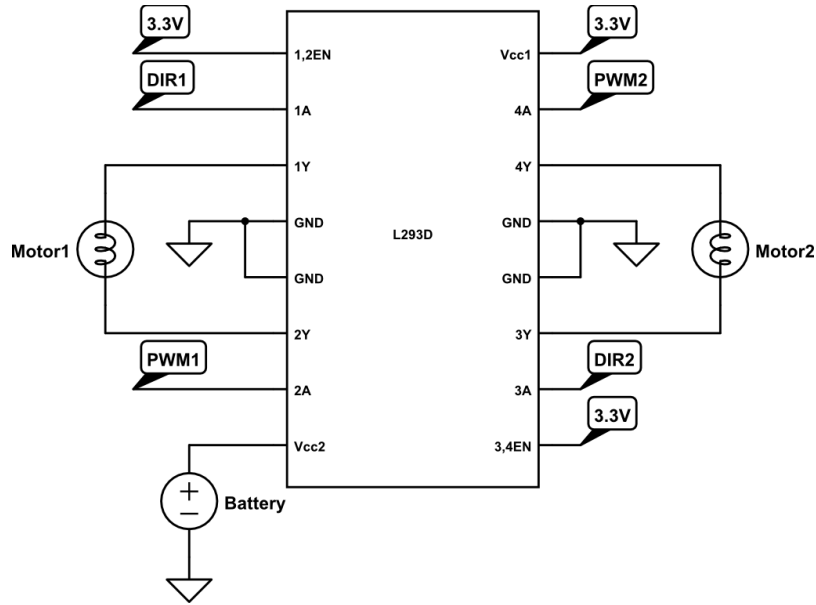 3.3V
3.3V
1,2EN
Vcc1
DIR1
PWM2
1A
4A
1Y
4Y
GND
GND
L293D
Motor1
Motor2
GND
GND
2Y
3Y
PWM1
DIR2
2A
3A
3.3V
Vcc2
3,4EN
+
−
Battery